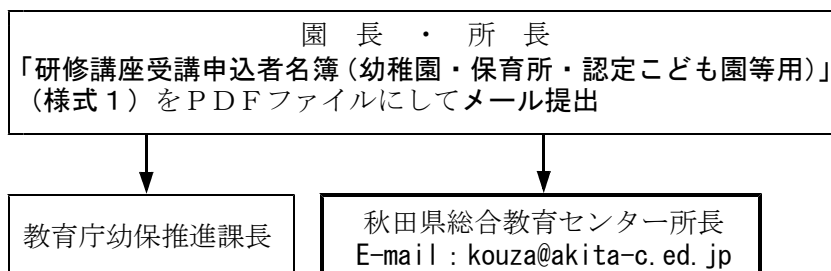 園　長　・　所　長
「研修講座受講申込者名簿（幼稚園・保育所・認定こども園等用）」
（様式１）をＰＤＦファイルにしてメール提出
教育庁幼保推進課長
秋田県総合教育センター所長
E-mail：kouza@akita-c.ed.jp